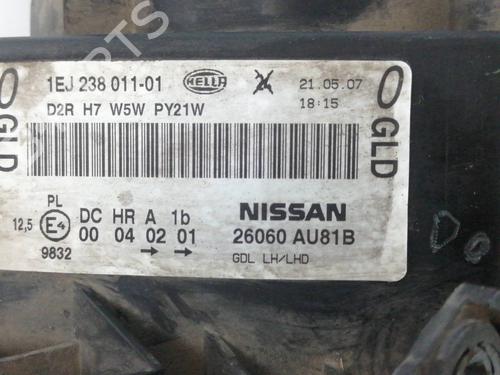 1EJ 238 011-01 HELLA 21.05.07
D2R H7 W5W PY21W 18:15
GLD
GLD
PL
12,5 E4 DC HR A 1b
00 04 02 01
9832
NISSAN
26060 AU81B
GDL LH/LHD
PARTS